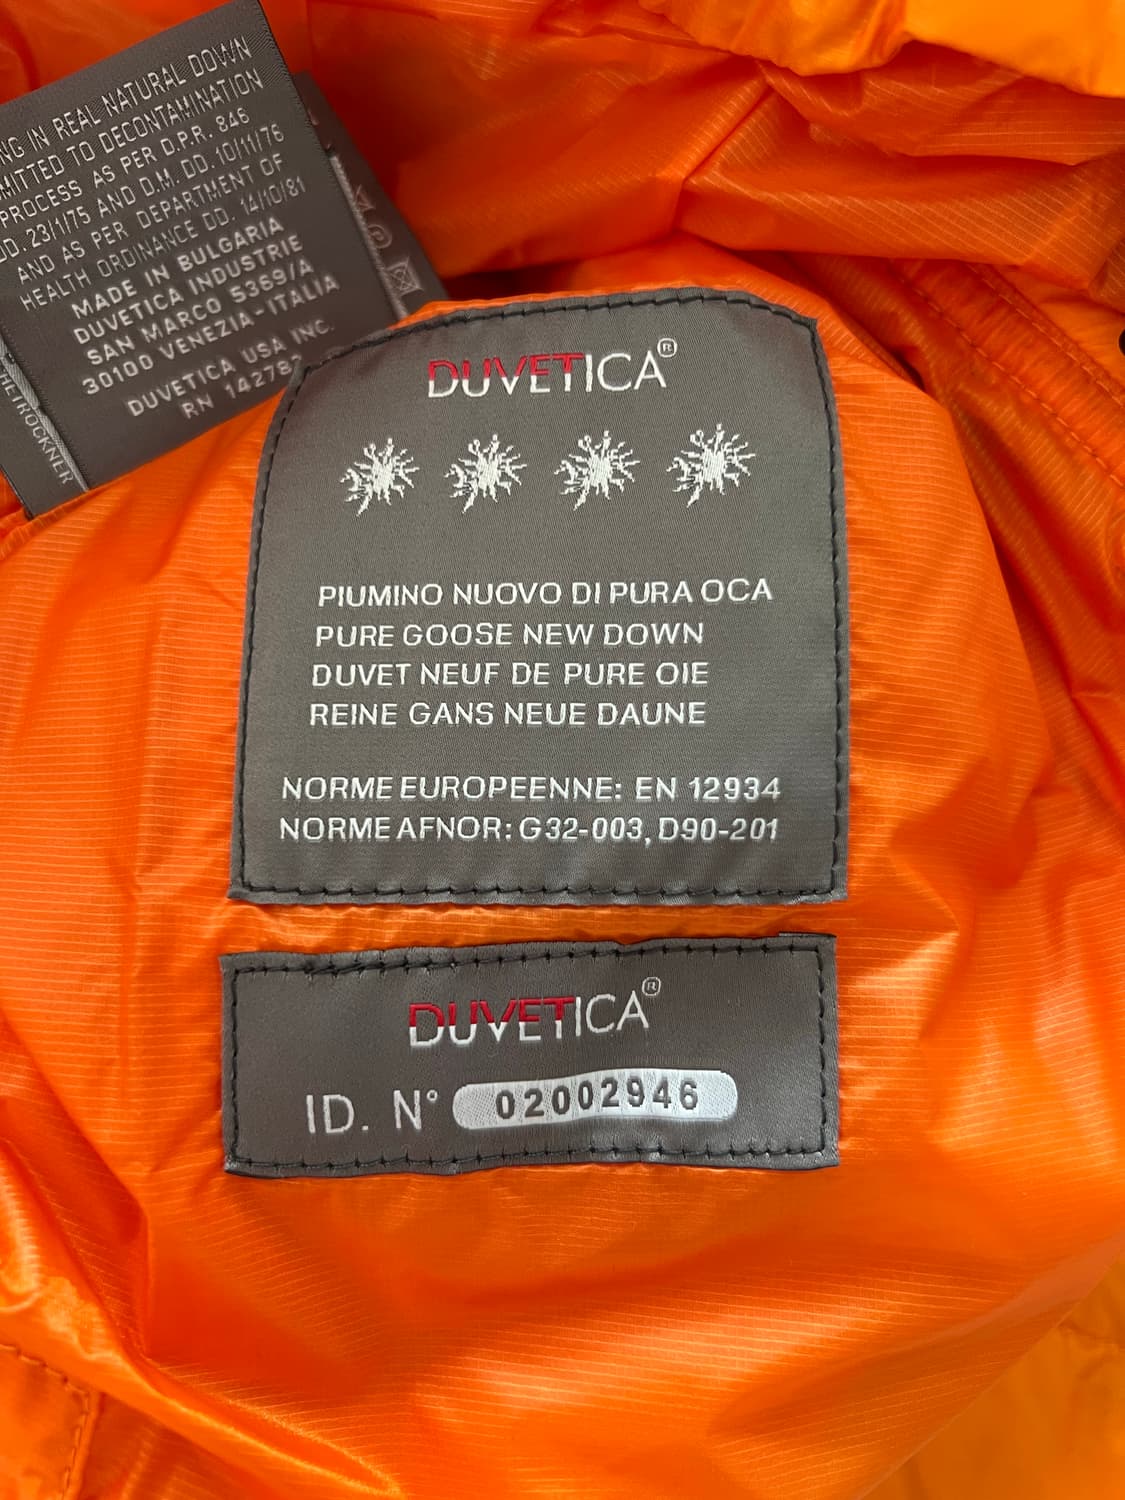 NG IN REAL NATURAL DOWN
MITTED TO DECONTAMINATION
PROCESS AS PER D.P.R. 846
DD. 23/1/75 AND D.M. DD. 10/11/76
AND AS PER DEPARTMENT OF
HEALTH ORDINANCE DD. 14/10/81
MADE IN BULGARIA
DUVETICA INDUSTRIE
SAN MARCO 5369/A
30100 VENEZIA-ITALIA
DUVETICA USA INC.
RN 142787
HETROCKNER
DUVETICA®
PIUMINO NUOVO DI PURA OCA
PURE GOOSE NEW DOWN
DUVET NEUF DE PURE OIE
REINE GANS NEUE DAUNE
NORME EUROPEENNE: EN 12934
NORME AFNOR: G32-003, D90-201
DUVETICA®
ID. N° 02002946